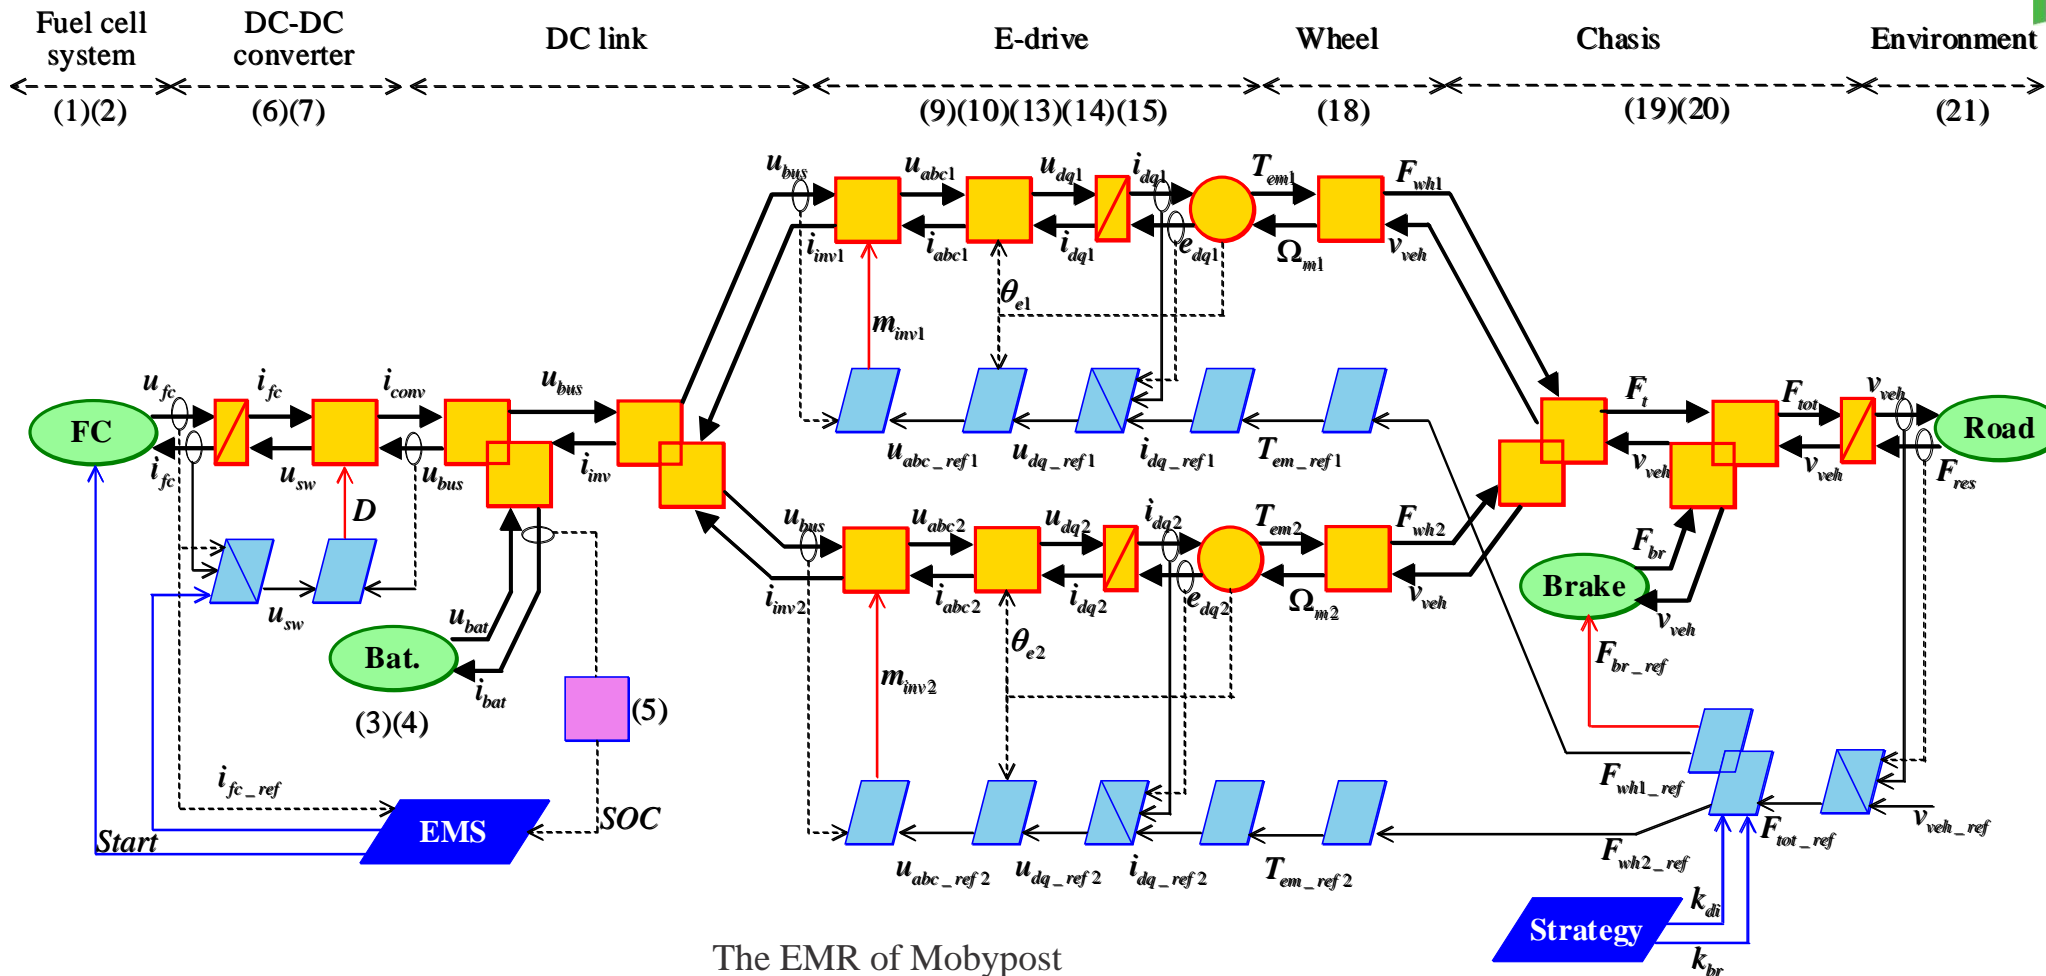 Fuel cell system
DC-DC converter
DC link
E-drive
Wheel
Chasis
Environment
(1)(2)
(6)(7)
(9)(10)(13)(14)(15)
(18)
(19)(20)
(21)
u_bus
u_abc1
u_dq1
i_dq1
T_em1
F_wh1
i_inv1
i_abc1
i_dq1
e_dq1
Ω_m1
v_veh
θ_e1
m_inv1
u_fc
i_fc
i_conv
u_bus
F_t
F_tot
v_veh
FC
Road
i_fc
u_sw
u_bus
i_inv
u_abc_ref1
u_dq_ref1
i_dq_ref1
T_em_ref1
v_veh
v_veh
F_res
D
u_bus
u_abc2
u_dq2
i_dq2
T_em2
F_wh2
F_br
Brake
u_sw
u_bat
i_inv2
i_abc2
i_dq2
e_dq2
Ω_m2
v_veh
v_veh
Bat.
θ_e2
F_br_ref
i_bat
m_inv2
(3)(4)
(5)
i_fc_ref
F_wh1_ref
EMS
SOC
Start
F_tot_ref
v_veh_ref
u_abc_ref2
u_dq_ref2
i_dq_ref2
T_em_ref2
F_wh2_ref
k_di
Strategy
k_br
The EMR of Mobypost